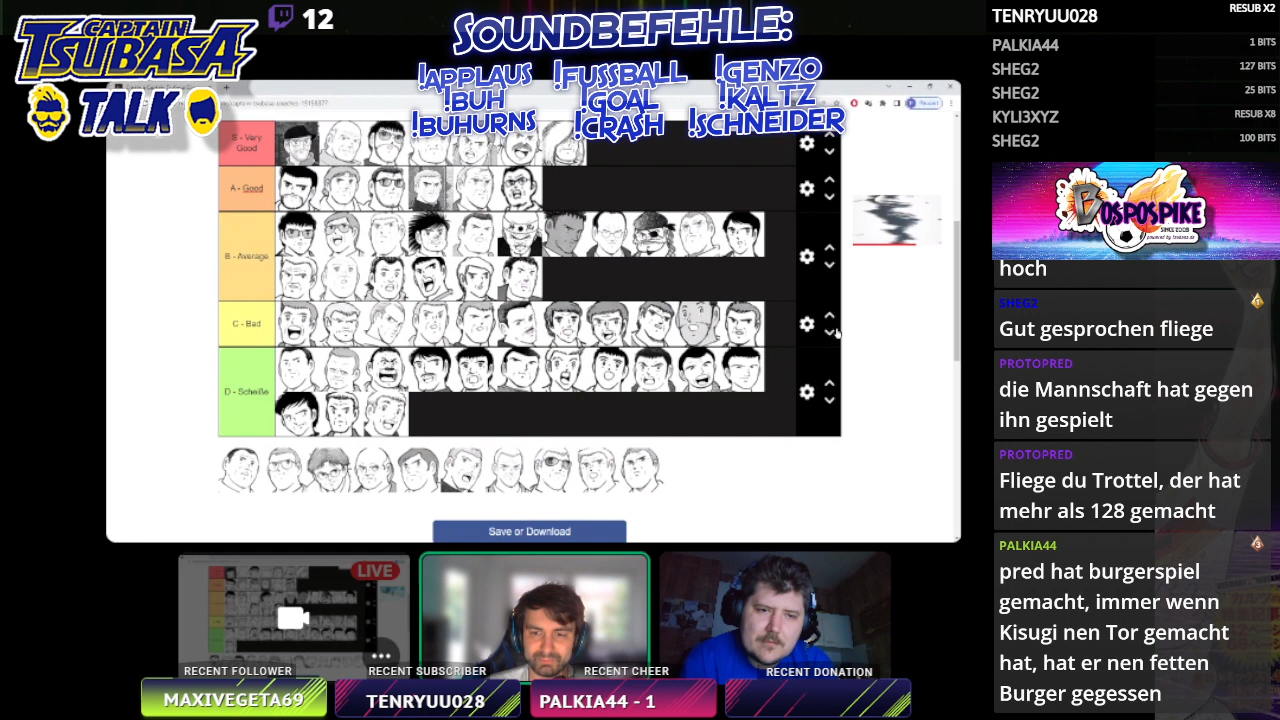 CAPTAIN
TSUBASA
TALK
12
SOUNDBEFEHLE:
!APPLAUS !FUSSBALL !GENZO
!BUH !GOAL !KALTZ
!BUHURNS !CRASH !SCHNEIDER
S - Very
Good
A - Good
B - Average
C - Bad
D - Scheiße
Save or Download
LIVE
RECENT FOLLOWER
RECENT SUBSCRIBER
RECENT CHEER
RECENT DONATION
MAXIVEGETA69
TENRYUU028
PALKIA44 - 1
TENRYUU028 RESUB X2
PALKIA44 1 BITS
SHEG2 127 BITS
SHEG2 25 BITS
KYLI3XYZ RESUB X8
SHEG2 100 BITS
DOSPOSPIKE
SINCE 2008
hoch
SHEG2
Gut gesprochen fliege
PROTOPRED
die Mannschaft hat gegen
ihn gespielt
PROTOPRED
Fliege du Trottel, der hat
mehr als 128 gemacht
PALKIA44
pred hat burgerspiel
gemacht, immer wenn
Kisugi nen Tor gemacht
hat, hat er nen fetten
Burger gegessen